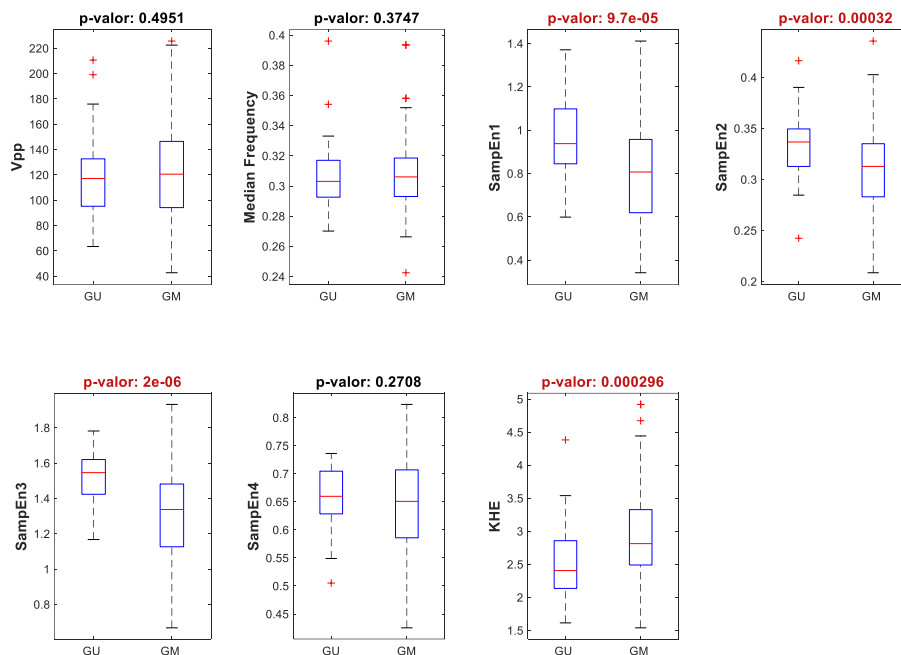 p-valor: 0.4951
Vpp
220
200
180
160
140
120
100
80
60
40
GU
GM
p-valor: 0.3747
Median Frequency
0.4
0.38
0.36
0.34
0.32
0.3
0.28
0.26
0.24
GU
GM
p-valor: 9.7e-05
SampEn1
1.4
1.2
1
0.8
0.6
0.4
GU
GM
p-valor: 0.00032
SampEn2
0.4
0.35
0.3
0.25
0.2
GU
GM
p-valor: 2e-06
SampEn3
1.8
1.6
1.4
1.2
1
0.8
GU
GM
p-valor: 0.2708
SampEn4
0.8
0.75
0.7
0.65
0.6
0.55
0.5
0.45
GU
GM
p-valor: 0.000296
KHE
5
4.5
4
3.5
3
2.5
2
1.5
GU
GM